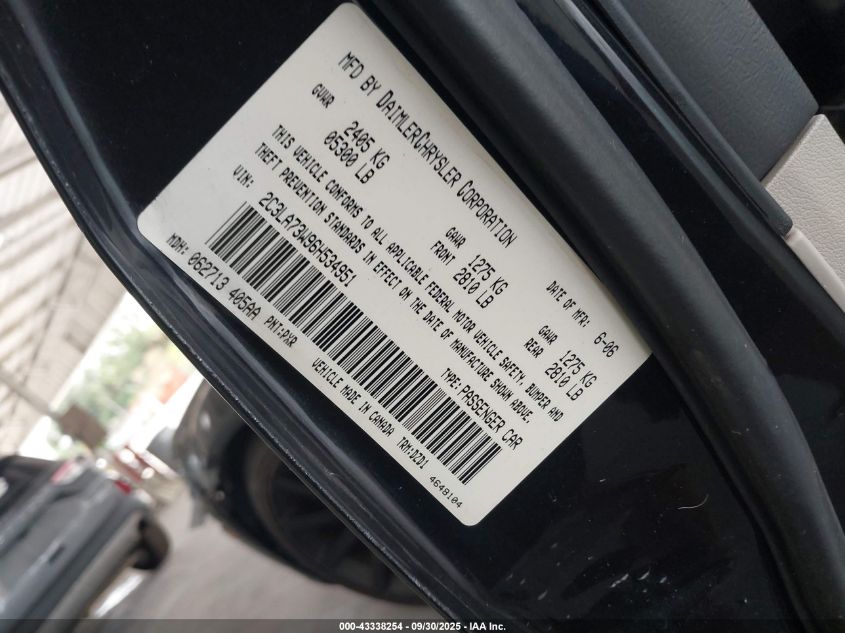 MFD BY DAIMLERCHRYSLER CORPORATION
DATE OF MFR: 6-06
GVWR 2405 KG
05300 LB
GAWR 1275 KG
FRONT 2810 LB
GAWR 1275 KG
REAR 2810 LB
THIS VEHICLE CONFORMS TO ALL APPLICABLE FEDERAL MOTOR VEHICLE SAFETY, BUMPER AND
THEFT PREVENTION STANDARDS IN EFFECT ON THE DATE OF MANUFACTURE SHOWN ABOVE.
VIN: 2C3LA73W96H534951
TYPE: PASSENGER CAR
MDH: 062713 405AA PNT:PXR
VEHICLE MADE IN CANADA TRM:DZD1
4648104
000-43338254 - 09/30/2025 - IAA Inc.